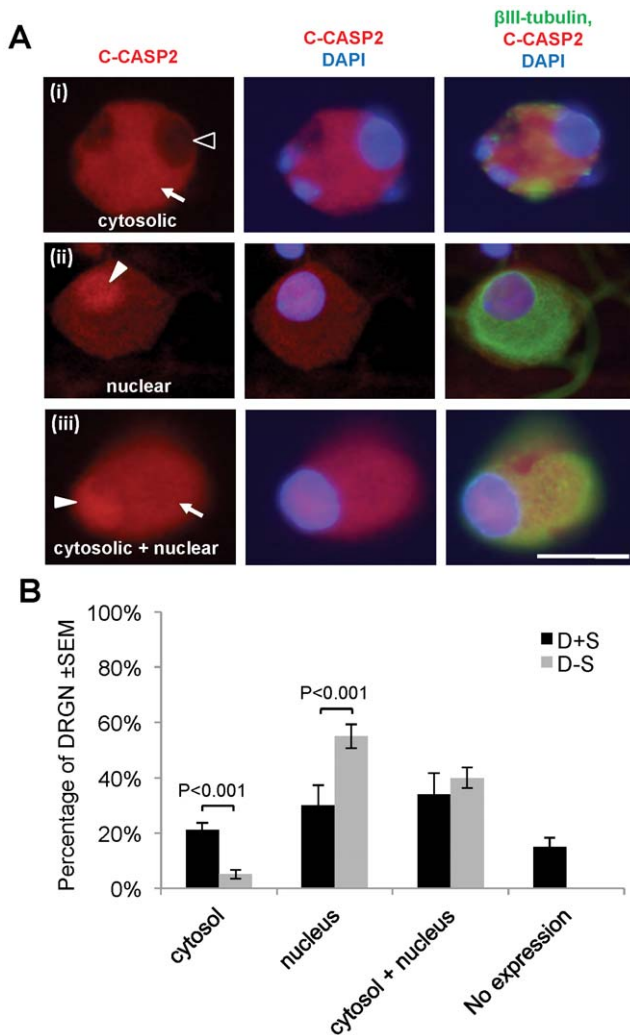 A
C-CASP2
C-CASP2
DAPI
βIII-tubulin,
C-CASP2
DAPI
(i)
cytosolic
(ii)
nuclear
(iii)
cytosolic + nuclear
B
Percentage of DRGN ±SEM
100%
80%
60%
40%
20%
0%
P<0.001
P<0.001
D+S
D-S
cytosol
nucleus
cytosol + nucleus
No expression